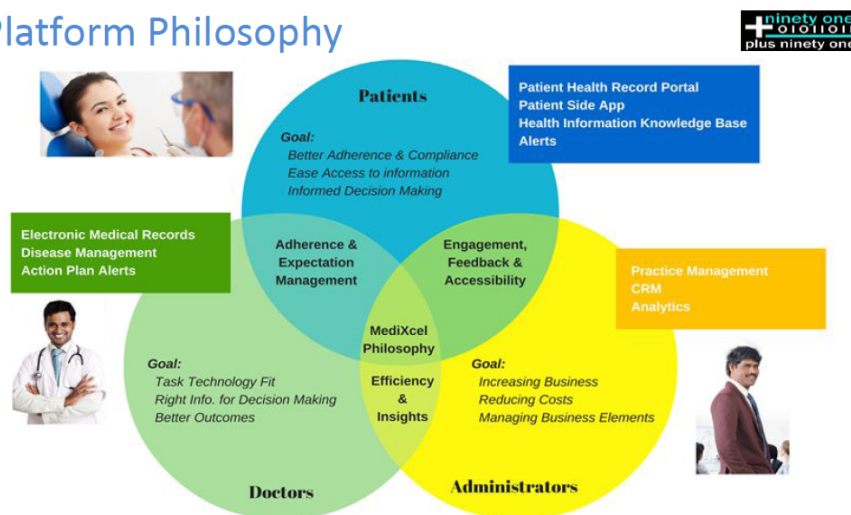 Platform Philosophy
ninety one
01011011
plus ninety one
Patients
Goal:
Better Adherence & Compliance
Ease Access to information
Informed Decision Making
Patient Health Record Portal
Patient Side App
Health Information Knowledge Base
Alerts
Electronic Medical Records
Disease Management
Action Plan Alerts
Adherence &
Expectation
Management
Engagement,
Feedback &
Accessibility
Practice Management
CRM
Analytics
MediXcel
Philosophy
Goal:
Task Technology Fit
Right Info. for Decision Making
Better Outcomes
Efficiency
&
Insights
Goal:
Increasing Business
Reducing Costs
Managing Business Elements
Doctors
Administrators